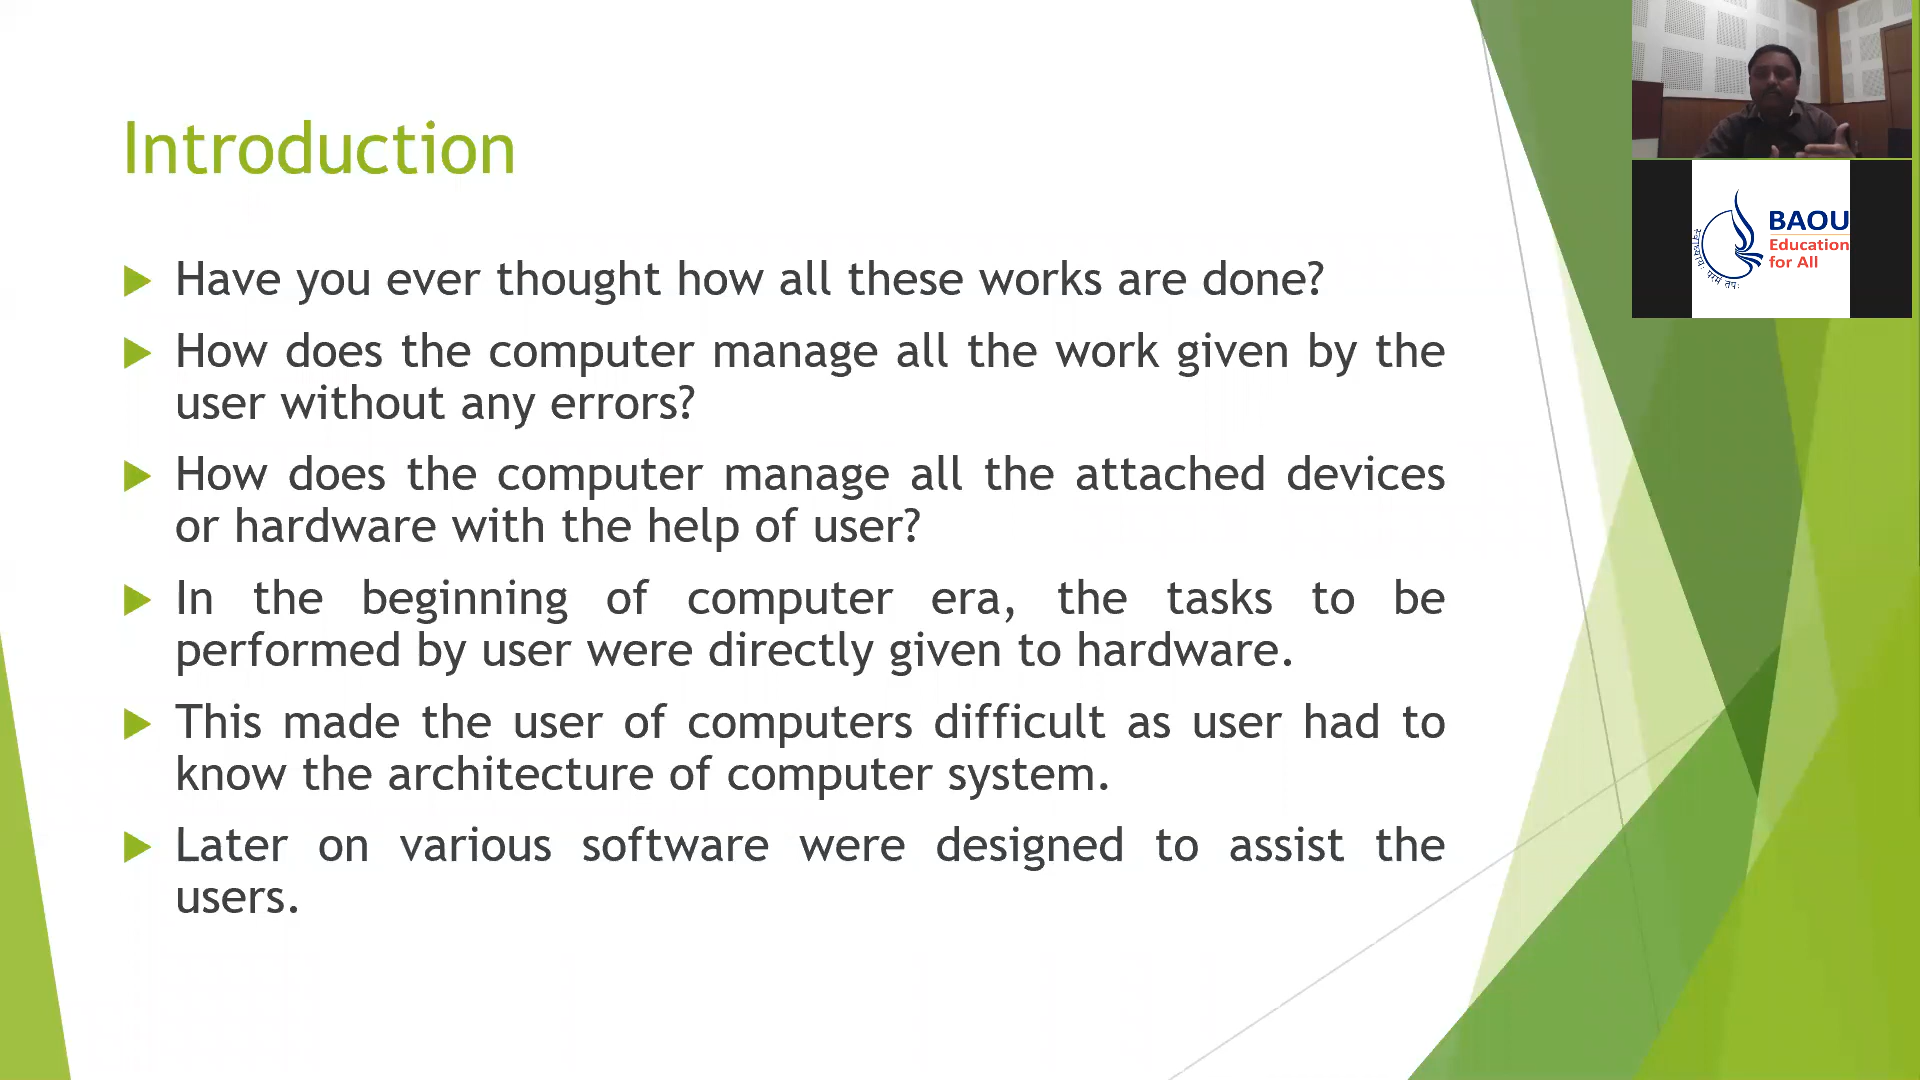 Introduction
Have you ever thought how all these works are done?
How does the computer manage all the work given by the
user without any errors?
How does the computer manage all the attached devices
or hardware with the help of user?
In the beginning of computer era, the tasks to be
performed by user were directly given to hardware.
This made the user of computers difficult as user had to
know the architecture of computer system.
Later on various software were designed to assist the
users.
BAOU
Education
for All
परमं तपः